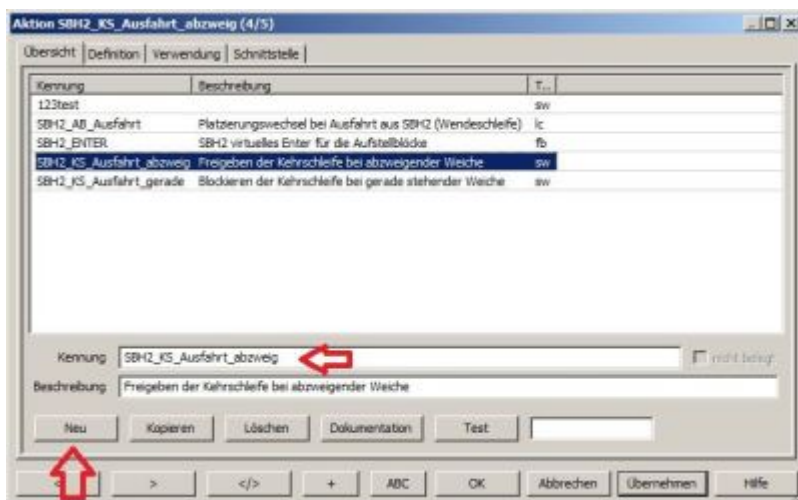 Aktion SBH2_KS_Ausfahrt_abzweig (4/5)
Übersicht Definition Verwendung Schnittstelle
Kennung Beschreibung T...
123test sw
SBH2_AB_Ausfahrt Platzierungswechsel bei Ausfahrt aus SBH2 (Wendeschleife) lc
SBH2_ENTER SBH2 virtuelles Enter für die Aufstellblöcke fb
SBH2_KS_Ausfahrt_abzweig Freigeben der Kehrschleife bei abzweigender Weiche sw
SBH2_KS_Ausfahrt_gerade Blockieren der Kehrschleife bei gerade stehender Weiche sw
Kennung SBH2_KS_Ausfahrt_abzweig nicht belegt
Beschreibung Freigeben der Kehrschleife bei abzweigender Weiche
Neu Kopieren Löschen Dokumentation Test
< > </> + ABC OK Abbrechen Übernehmen Hilfe